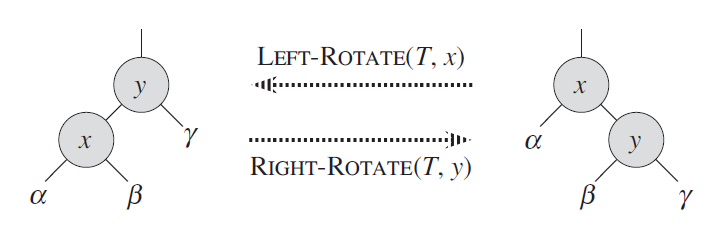 LEFT-ROTATE(T, x)
y
x
x
γ
α
y
RIGHT-ROTATE(T, y)
α
β
β
γ